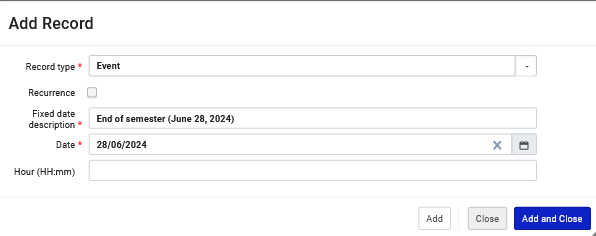 Add Record
Record type *
Event
Recurrence
Fixed date
description *
End of semester (June 28, 2024)
Date *
28/06/2024
Hour (HH:mm)
Add
Close
Add and Close